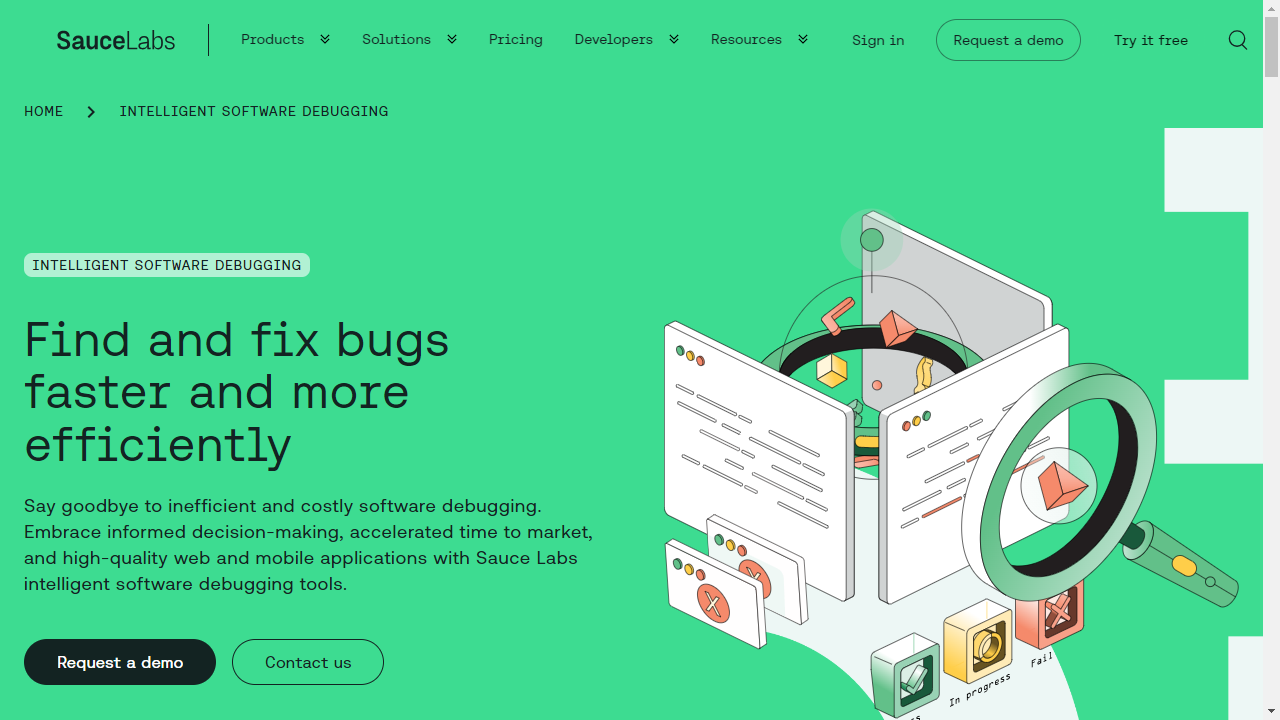 SauceLabs
Products
Solutions
Pricing
Developers
Resources
Sign in
Request a demo
Try it free
HOME
INTELLIGENT SOFTWARE DEBUGGING
INTELLIGENT SOFTWARE DEBUGGING
Find and fix bugs
faster and more
efficiently
Say goodbye to inefficient and costly software debugging.
Embrace informed decision-making, accelerated time to market,
and high-quality web and mobile applications with Sauce Labs
intelligent software debugging tools.
Request a demo
Contact us
X
Fail
In progress